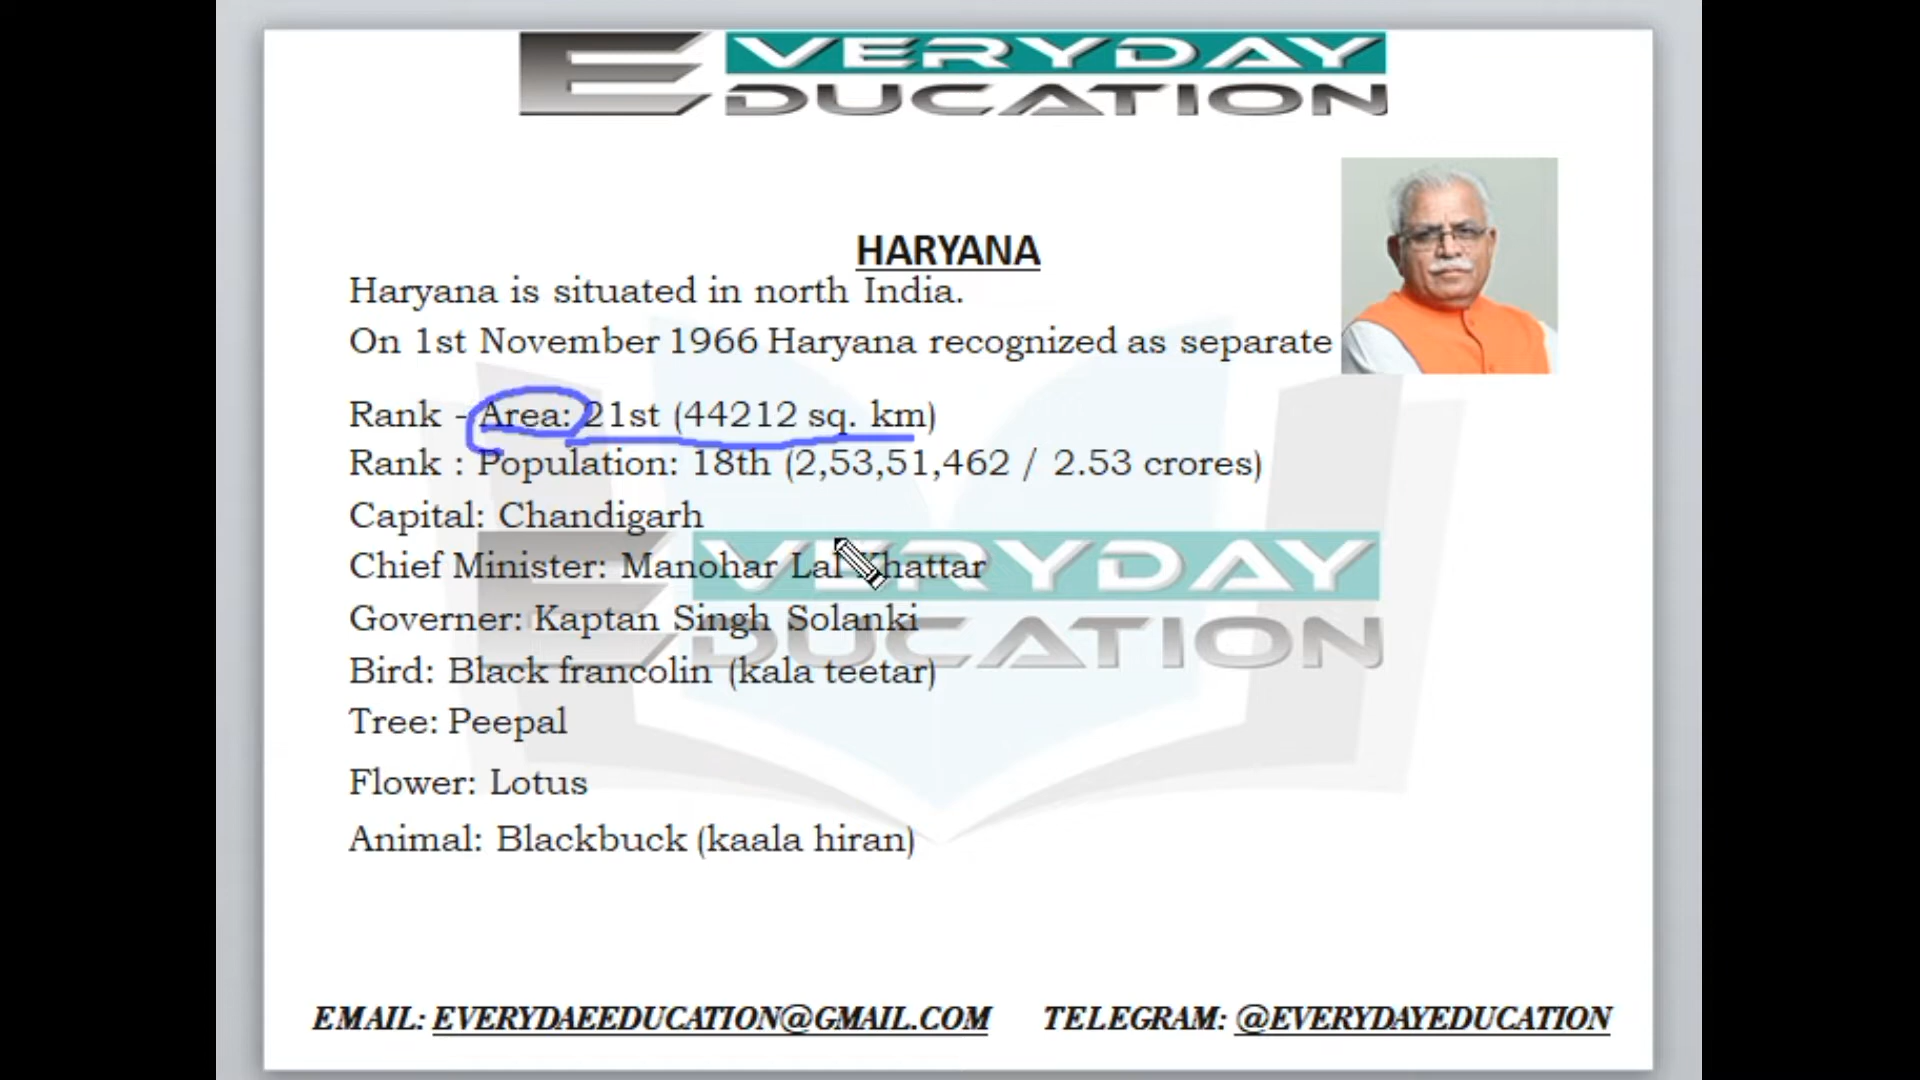 EVERYDAY
EDUCATION
HARYANA
Haryana is situated in north India.
On 1st November 1966 Haryana recognized as separate
Rank - Area: 21st (44212 sq. km)
Rank : Population: 18th (2,53,51,462 / 2.53 crores)
Capital: Chandigarh
Chief Minister: Manohar Lal Khattar
Governer: Kaptan Singh Solanki
Bird: Black francolin (kala teetar)
Tree: Peepal
Flower: Lotus
Animal: Blackbuck (kaala hiran)
EVERYDAY
EDUCATION
EMAIL: EVERYDAEEDUCATION@GMAIL.COM TELEGRAM: @EVERYDAYEDUCATION